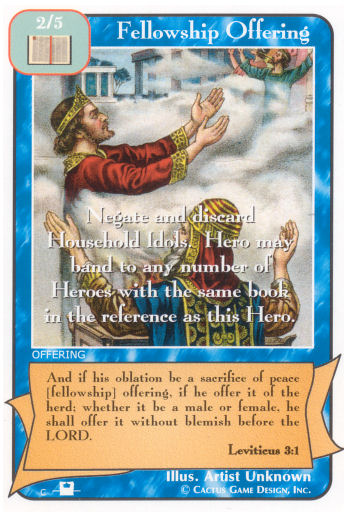 2/5
Fellowship Offering
Negate and discard
Household Idols. Hero may
band to any number of
Heroes with the same book
in the reference as this Hero.
OFFERING
And if his oblation be a sacrifice of peace
[fellowship] offering, if he offer it of the
herd; whether it be a male or female, he
shall offer it without blemish before the
LORD.
Leviticus 3:1
Illus. Artist Unknown
C
© CACTUS GAME DESIGN, INC.